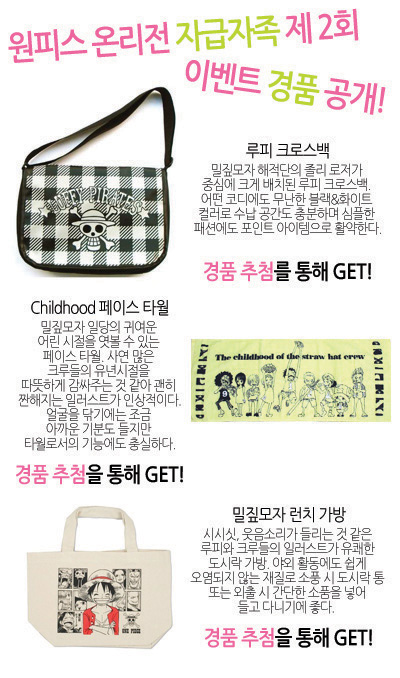 원피스 온리전 자급자족 제 2회
이벤트 경품 공개!
루피 크로스백
밀짚모자 해적단의 졸리 로저가
중심에 크게 배치된 루피 크로스백.
어떤 코디에도 무난한 블랙&화이트
컬러로 수납 공간도 충분하며 심플한
패션에도 포인트 아이템으로 활약한다.
경품 추첨를 통해 GET!
Childhood 페이스 타월
밀짚모자 일당의 귀여운
어린 시절을 엿볼 수 있는
페이스 타월. 사연 많은
크루들의 유년시절을
따뜻하게 감싸주는 것 같아 괜히
짠해지는 일러스트가 인상적이다.
얼굴을 닦기에는 조금
아까운 기분도 들지만
타월로서의 기능에도 충실하다.
경품 추첨을 통해 GET!
The childhood of the straw hat crew
밀짚모자 런치 가방
시시싯, 웃음소리가 들리는 것 같은
루피와 크루들의 일러스트가 유쾌한
도시락 가방. 야외 활동에도 쉽게
오염되지 않는 재질로 소풍 시 도시락 통
또는 외출 시 간단한 소품을 넣어
들고 다니기에 좋다.
경품 추첨을 통해 GET!
ONE PIECE